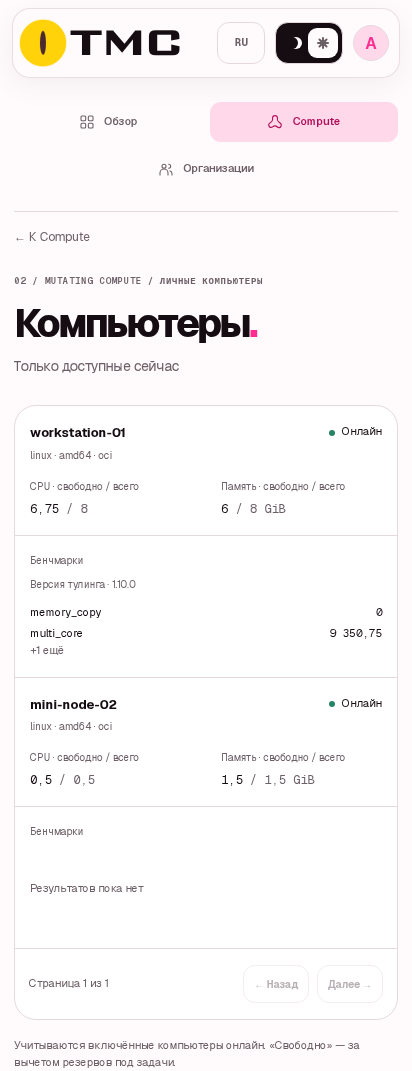 TMC
RU
A
Обзор
Compute
Организации
← К Compute
02 / MUTATING COMPUTE / ЛИЧНЫЕ КОМПЬЮТЕРЫ
Компьютеры.
Только доступные сейчас
workstation-01
Онлайн
linux · amd64 · oci
CPU · свободно / всего
Память · свободно / всего
6,75 / 8
6 / 8 GiB
Бенчмарки
Версия тулинга · 1.10.0
memory_copy
0
multi_core
9 350,75
+1 ещё
mini-node-02
Онлайн
linux · amd64 · oci
CPU · свободно / всего
Память · свободно / всего
0,5 / 0,5
1,5 / 1,5 GiB
Бенчмарки
Результатов пока нет
Страница 1 из 1
← Назад
Далее →
Учитываются включённые компьютеры онлайн. «Свободно» — за
вычетом резервов под задачи.